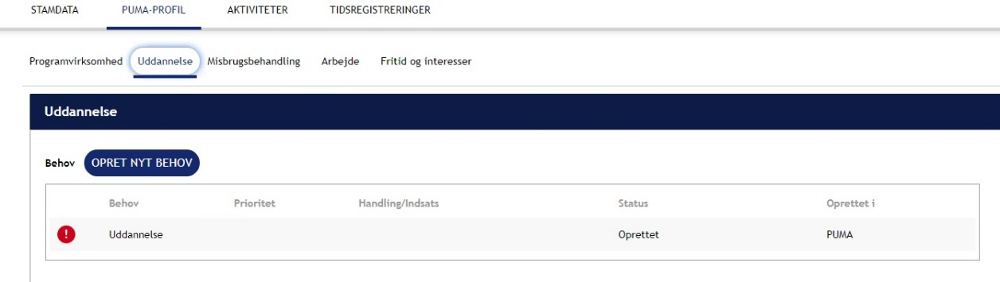 STAMDATA PUMA-PROFIL AKTIVITETER TIDSREGISTRERINGER
Programvirksomhed Uddannelse Misbrugsbehandling Arbejde Fritid og interesser
Uddannelse
Behov OPRET NYT BEHOV
Behov Prioritet Handling/Indsats Status Oprettet i
! Uddannelse Oprettet PUMA